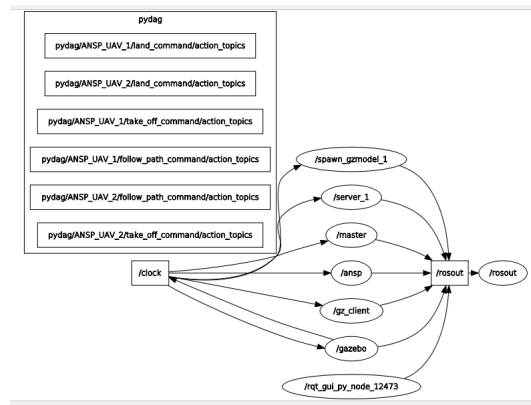 pydag
pydag/ANSP_UAV_1/land_command/action_topics
pydag/ANSP_UAV_2/land_command/action_topics
pydag/ANSP_UAV_1/take_off_command/action_topics
pydag/ANSP_UAV_1/follow_path_command/action_topics
pydag/ANSP_UAV_2/follow_path_command/action_topics
pydag/ANSP_UAV_2/take_off_command/action_topics
/spawn_gzmodel_1
/server_1
/master
/clock
/ansp
/rosout
/rosout
/gz_client
/gazebo
/rqt_gui_py_node_12473